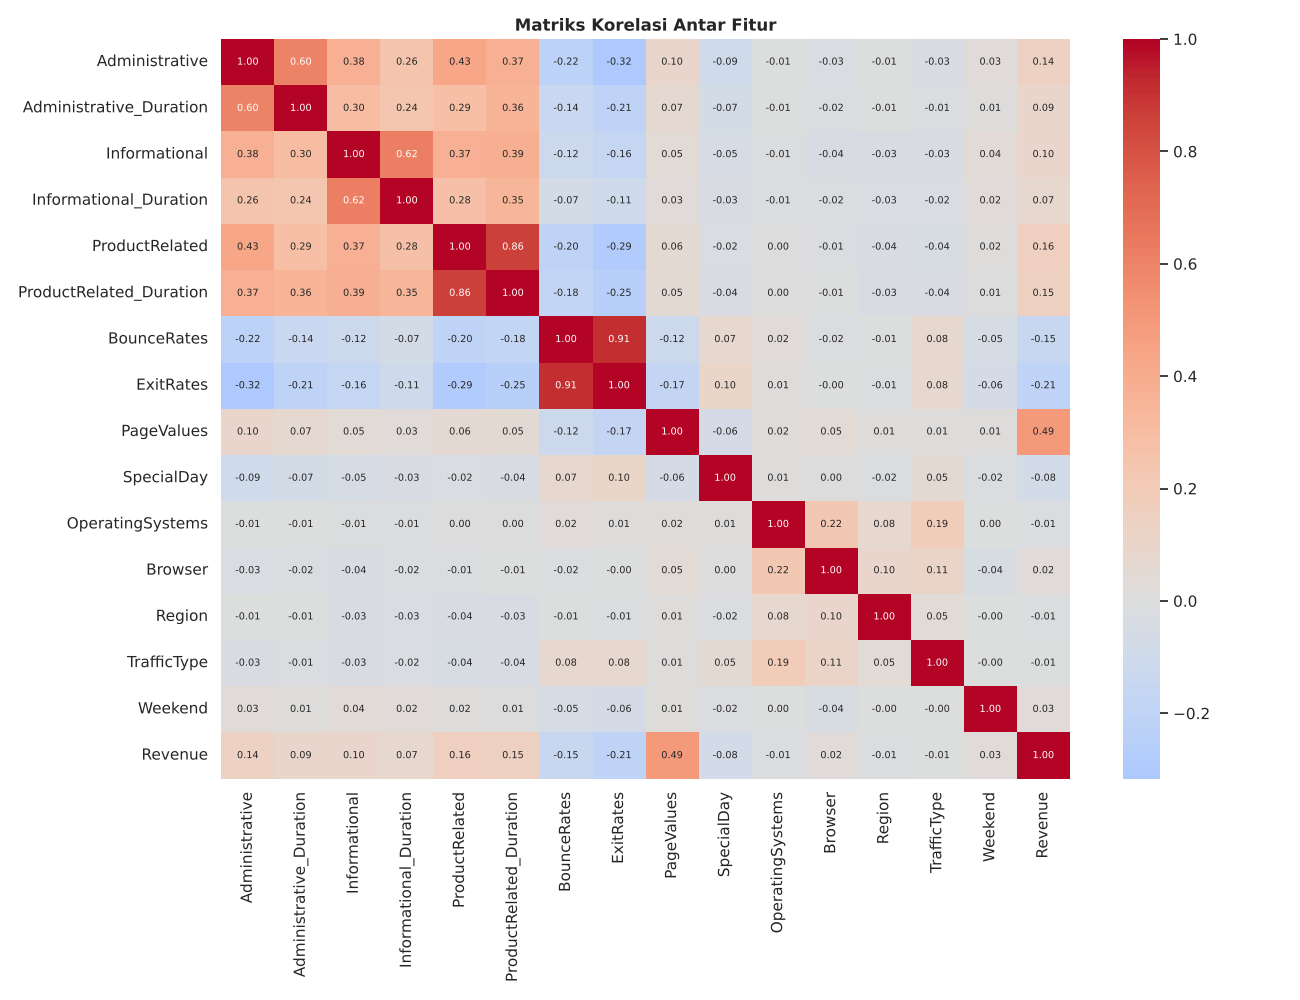 Matriks Korelasi Antar Fitur
Administrative 1.00 0.60 0.38 0.26 0.43 0.37 -0.22 -0.32 0.10 -0.09 -0.01 -0.03 -0.01 -0.03 0.03 0.14
Administrative_Duration 0.60 1.00 0.30 0.24 0.29 0.36 -0.14 -0.21 0.07 -0.07 -0.01 -0.02 -0.01 -0.01 0.01 0.09
Informational 0.38 0.30 1.00 0.62 0.37 0.39 -0.12 -0.16 0.05 -0.05 -0.01 -0.04 -0.03 -0.03 0.04 0.10
Informational_Duration 0.26 0.24 0.62 1.00 0.28 0.35 -0.07 -0.11 0.03 -0.03 -0.01 -0.02 -0.03 -0.02 0.02 0.07
ProductRelated 0.43 0.29 0.37 0.28 1.00 0.86 -0.20 -0.29 0.06 -0.02 0.00 -0.01 -0.04 -0.04 0.02 0.16
ProductRelated_Duration 0.37 0.36 0.39 0.35 0.86 1.00 -0.18 -0.25 0.05 -0.04 0.00 -0.01 -0.03 -0.04 0.01 0.15
BounceRates -0.22 -0.14 -0.12 -0.07 -0.20 -0.18 1.00 0.91 -0.12 0.07 0.02 -0.02 -0.01 0.08 -0.05 -0.15
ExitRates -0.32 -0.21 -0.16 -0.11 -0.29 -0.25 0.91 1.00 -0.17 0.10 0.01 -0.00 -0.01 0.08 -0.06 -0.21
PageValues 0.10 0.07 0.05 0.03 0.06 0.05 -0.12 -0.17 1.00 -0.06 0.02 0.05 0.01 0.01 0.01 0.49
SpecialDay -0.09 -0.07 -0.05 -0.03 -0.02 -0.04 0.07 0.10 -0.06 1.00 0.01 0.00 -0.02 0.05 -0.02 -0.08
OperatingSystems -0.01 -0.01 -0.01 -0.01 0.00 0.00 0.02 0.01 0.02 0.01 1.00 0.22 0.08 0.19 0.00 -0.01
Browser -0.03 -0.02 -0.04 -0.02 -0.01 -0.01 -0.02 -0.00 0.05 0.00 0.22 1.00 0.10 0.11 -0.04 0.02
Region -0.01 -0.01 -0.03 -0.03 -0.04 -0.03 -0.01 -0.01 0.01 -0.02 0.08 0.10 1.00 0.05 -0.00 -0.01
TrafficType -0.03 -0.01 -0.03 -0.02 -0.04 -0.04 0.08 0.08 0.01 0.05 0.19 0.11 0.05 1.00 -0.00 -0.01
Weekend 0.03 0.01 0.04 0.02 0.02 0.01 -0.05 -0.06 0.01 -0.02 0.00 -0.04 -0.00 -0.00 1.00 0.03
Revenue 0.14 0.09 0.10 0.07 0.16 0.15 -0.15 -0.21 0.49 -0.08 -0.01 0.02 -0.01 -0.01 0.03 1.00
Administrative
Administrative_Duration
Informational
Informational_Duration
ProductRelated
ProductRelated_Duration
BounceRates
ExitRates
PageValues
SpecialDay
OperatingSystems
Browser
Region
TrafficType
Weekend
Revenue
1.0
0.8
0.6
0.4
0.2
0.0
−0.2